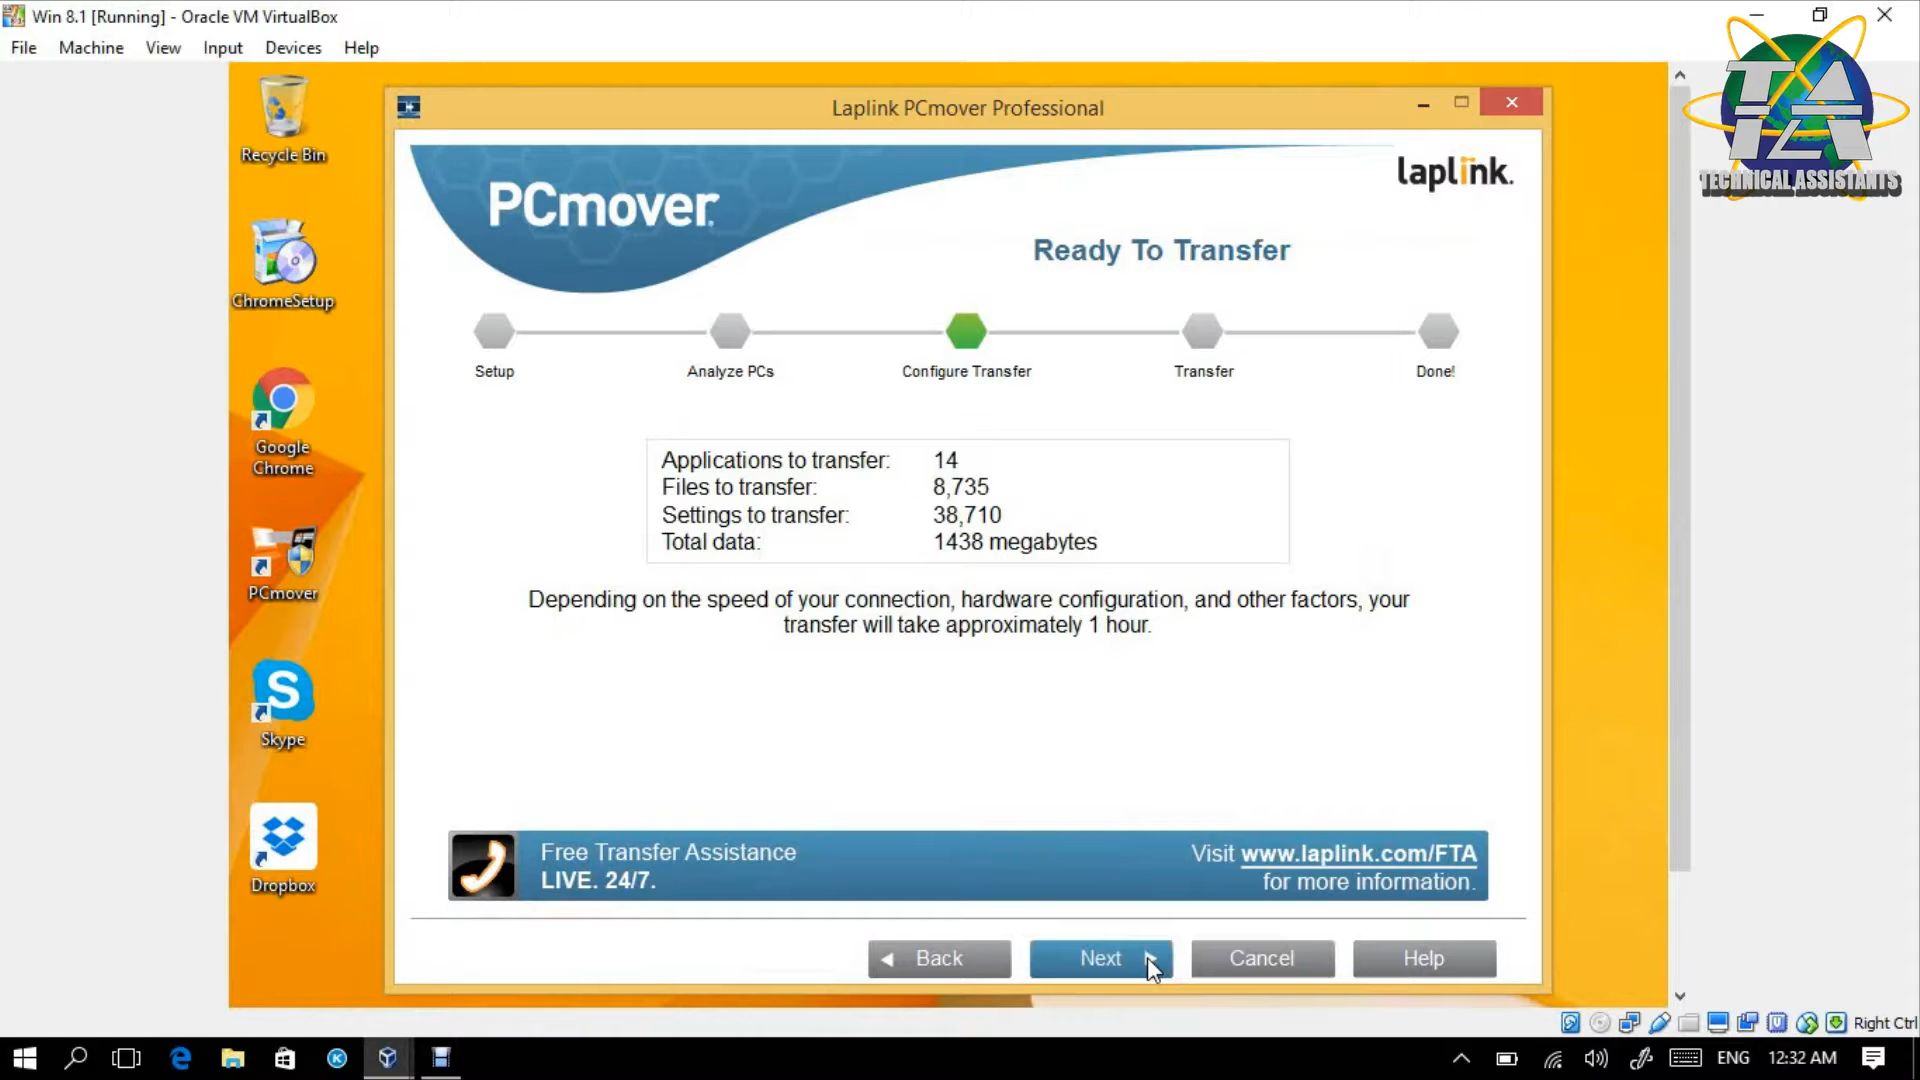 Win 8.1 [Running] - Oracle VM VirtualBox
File Machine View Input Devices Help
TECHNICAL ASSISTANTS
Laplink PCmover Professional
Recycle Bin
ChromeSetup
Google
Chrome
PCmover
Skype
Dropbox
PCmover
laplink.
Ready To Transfer
Setup
Analyze PCs
Configure Transfer
Transfer
Done!
Applications to transfer: 14
Files to transfer: 8,735
Settings to transfer: 38,710
Total data: 1438 megabytes
Depending on the speed of your connection, hardware configuration, and other factors, your
transfer will take approximately 1 hour.
Free Transfer Assistance
LIVE. 24/7.
Visit www.laplink.com/FTA
for more information.
Back
Next
Cancel
Help
Right Ctrl
ENG
12:32 AM